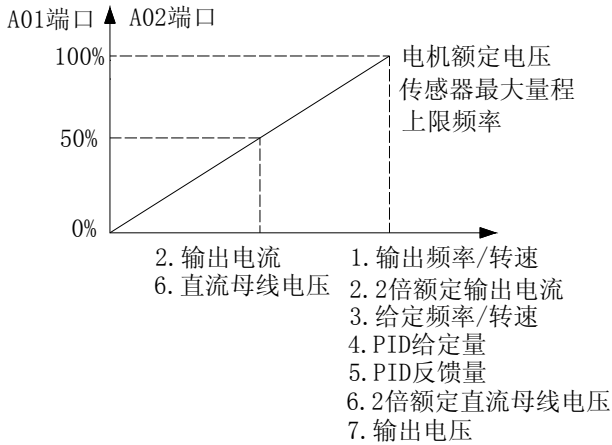 A01端口 A02端口
100%
电机额定电压
传感器最大量程
上限频率
50%
0%
2.输出电流
6.直流母线电压
1.输出频率/转速
2.2倍额定输出电流
3.给定频率/转速
4.PID给定量
5.PID反馈量
6.2倍额定直流母线电压
7.输出电压